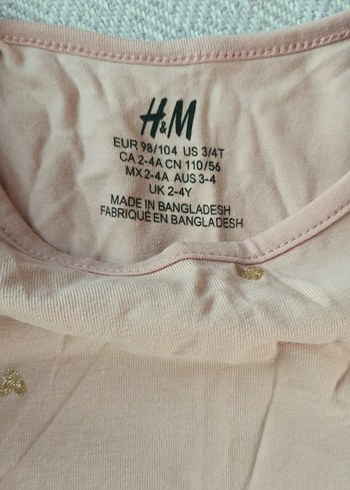 H&M
EUR 98/104 US 3/4T
CA 2-4A CN 110/56
MX 2-4A AUS 3-4
UK 2-4Y
MADE IN BANGLADESH
FABRIQUÉ EN BANGLADESH